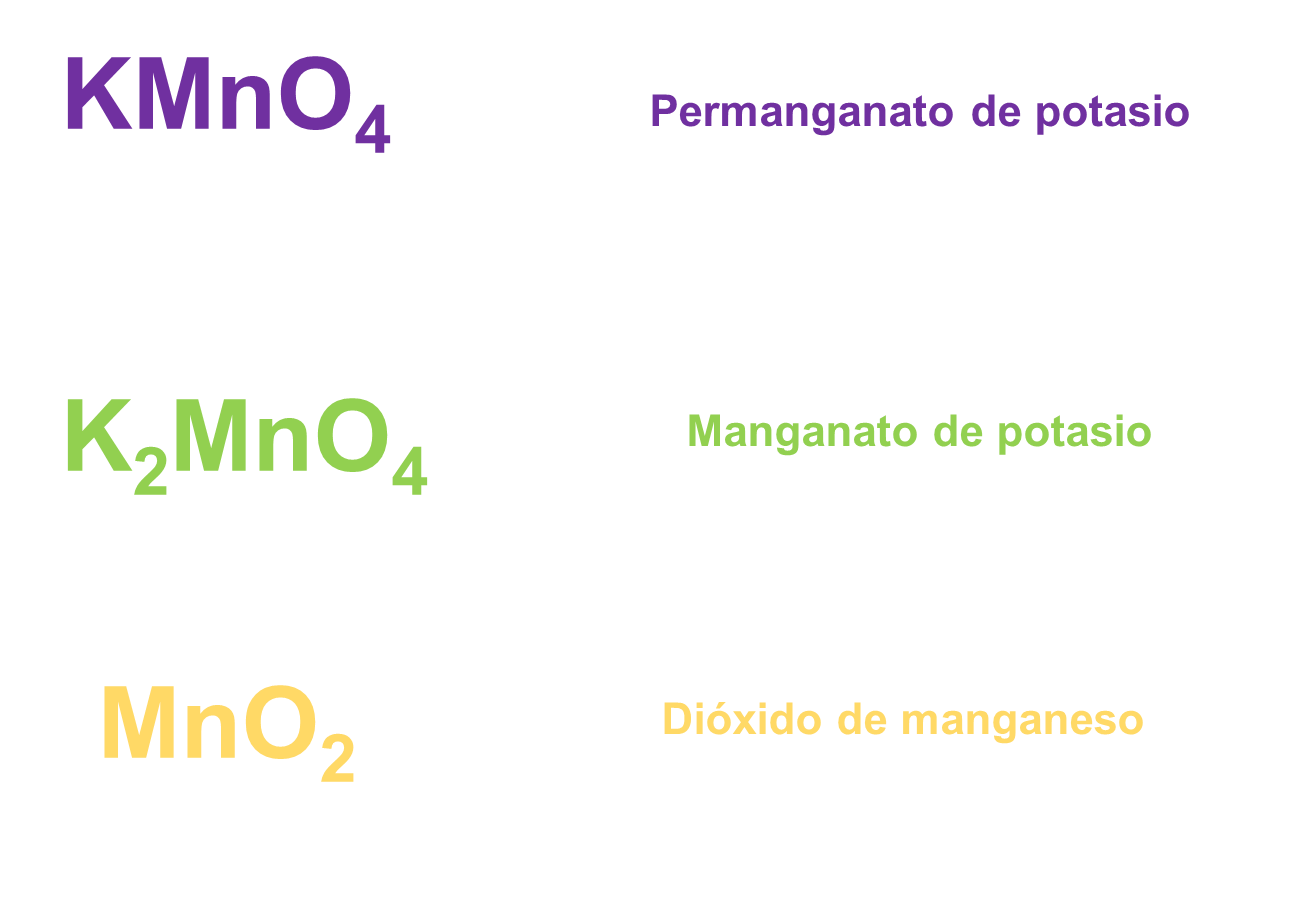 KMnO₄
Permanganato de potasio
K₂MnO₄
Manganato de potasio
MnO₂
Dióxido de manganeso